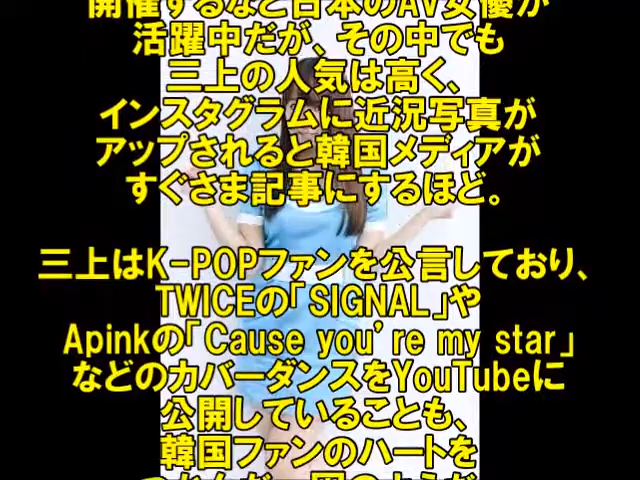 開催するなど日本のAV女優が
活躍中だが、その中でも
三上の人気は高く、
インスタグラムに近況写真が
アップされると韓国メディアが
すぐさま記事にするほど。
三上はK-POPファンを公言しており、
TWICEの「SIGNAL」や
Apinkの「Cause you're my star」
などのカバーダンスをYouTubeに
公開していることも、
韓国ファンのハートを